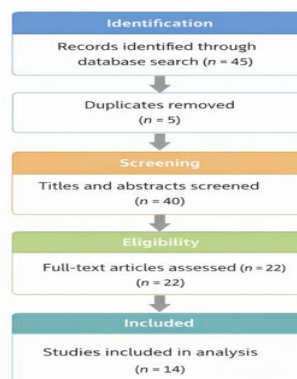 Identification
Records identified through
database search (n = 45)
Duplicates removed
(n = 5)
Screening
Titles and abstracts screened
(n = 40)
Eligibility
Full-text articles assessed (n = 22)
(n = 22)
Included
Studies included in analysis
(n = 14)